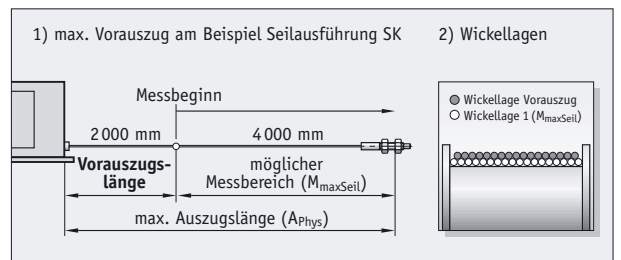 1) max. Vorauszug am Beispiel Seilausführung SK
2) Wickellagen
Messbeginn
2 000 mm
4 000 mm
Vorauszugs-
länge
möglicher
Messbereich (MmaxSeil)
max. Auszugslänge (APhys)
Wickellage Vorauszug
Wickellage 1 (MmaxSeil)